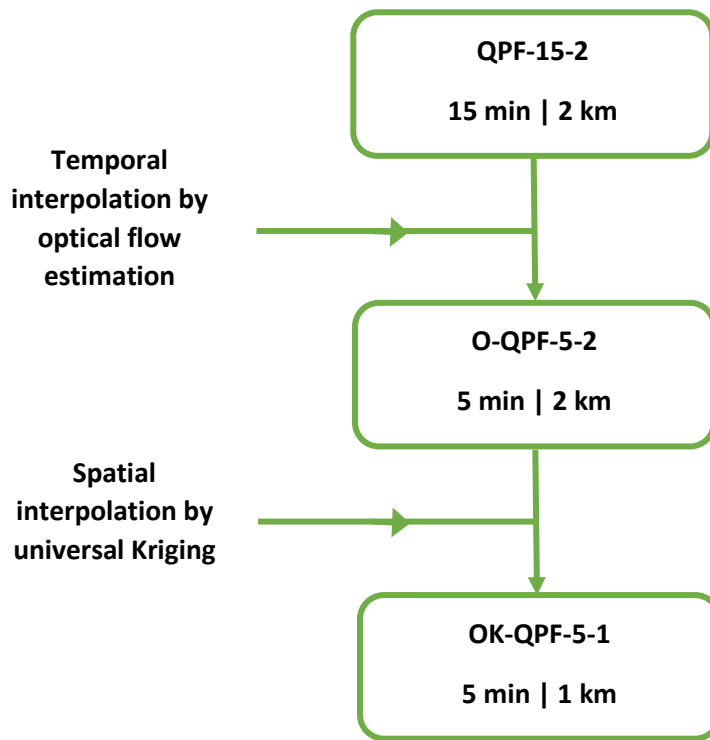 QPF-15-2
15 min | 2 km
Temporal
interpolation by
optical flow
estimation
O-QPF-5-2
5 min | 2 km
Spatial
interpolation by
universal Kriging
OK-QPF-5-1
5 min | 1 km